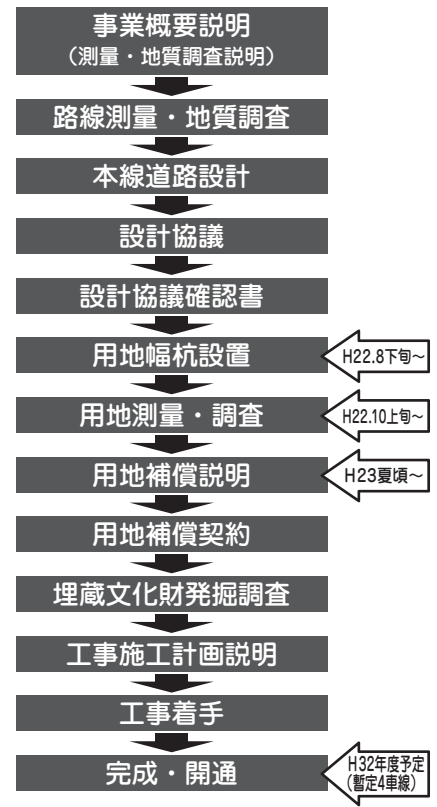 事業概要説明
（測量・地質調査説明）
路線測量・地質調査
本線道路設計
設計協議
設計協議確認書
用地幅杭設置
H22.8下旬〜
用地測量・調査
H22.10上旬〜
用地補償説明
H23夏頃〜
用地補償契約
埋蔵文化財発掘調査
工事施工計画説明
工事着手
完成・開通
H32年度予定
（暫定4車線）